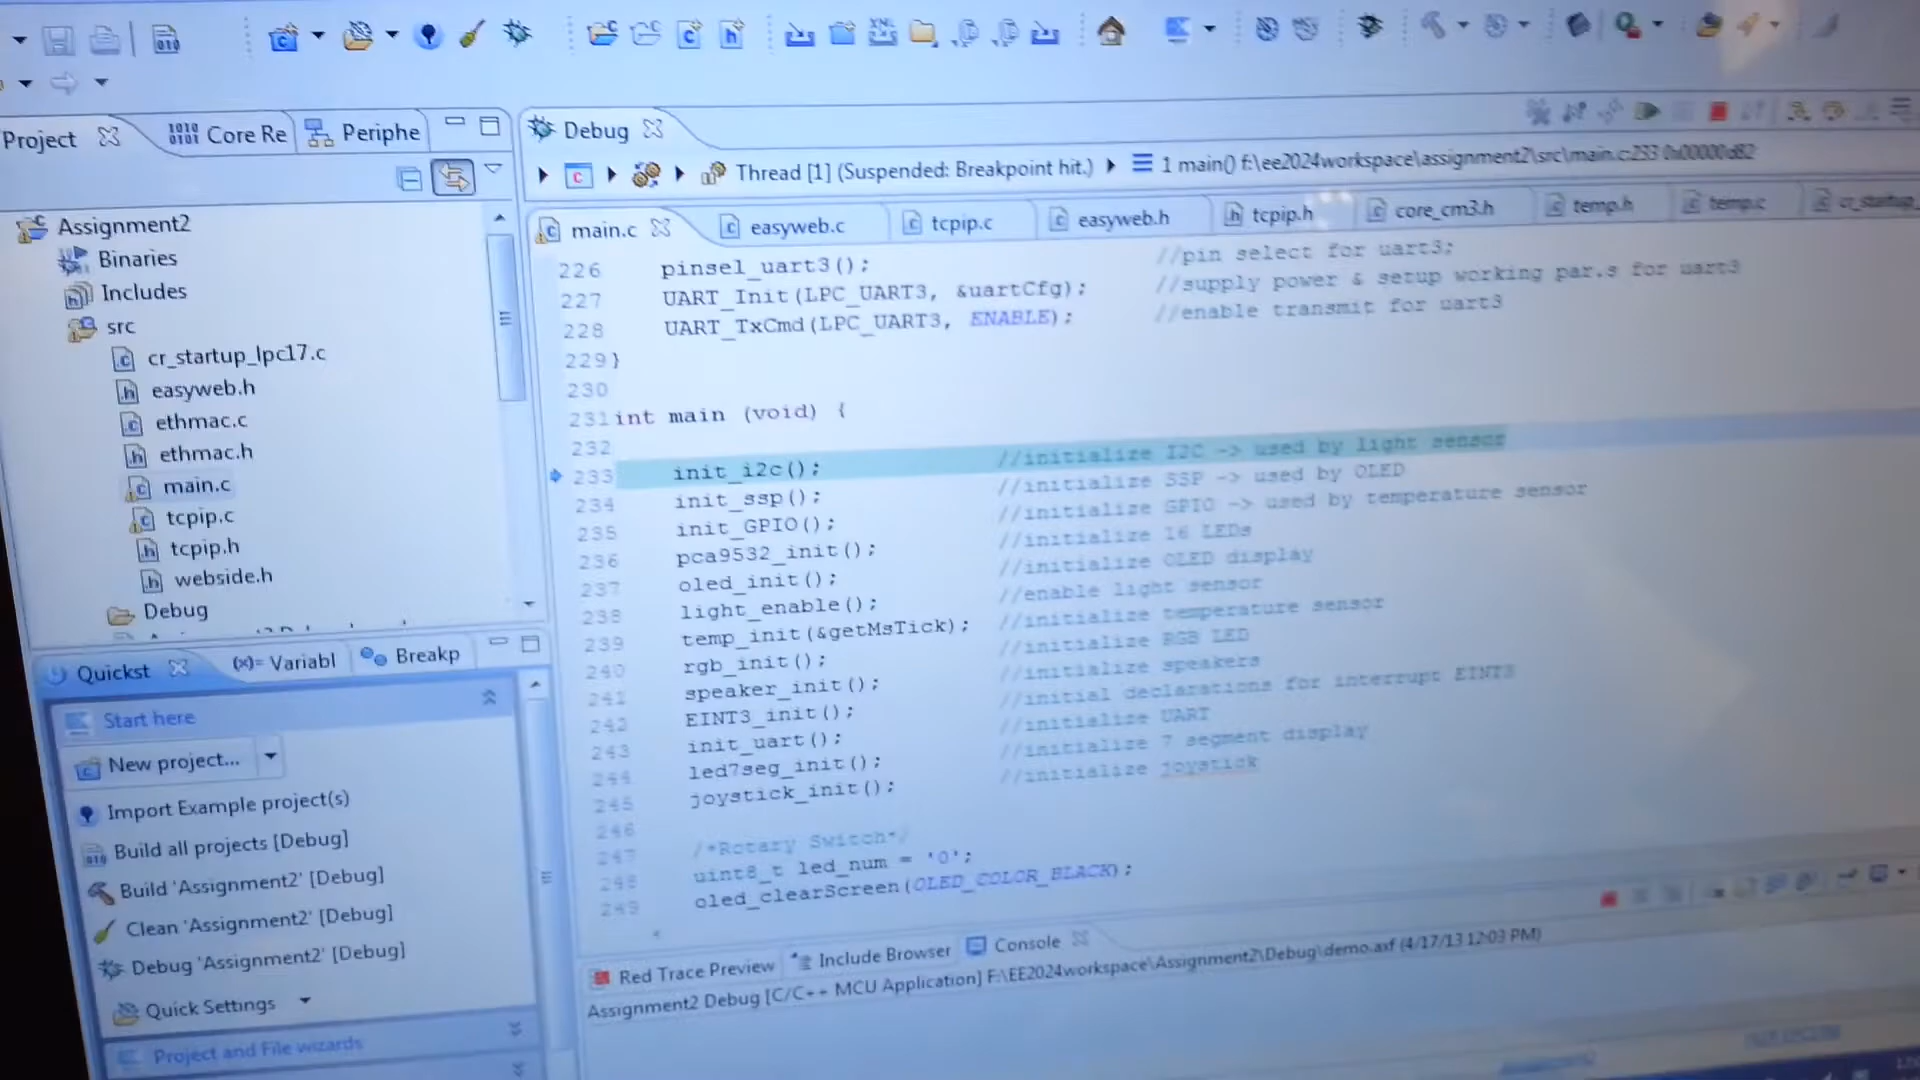 Project
Core Re
Periphe
Debug
Thread [1] (Suspended: Breakpoint hit.)
1 main() f:\ee2024workspace\assignment2\src\main.c:253 0x00000d82
Assignment2
Binaries
Includes
src
cr_startup_lpc17.c
easyweb.h
ethmac.c
ethmac.h
main.c
tcpip.c
tcpip.h
webside.h
Debug
main.c
easyweb.c
tcpip.c
easyweb.h
tcpip.h
core_cm3.h
temp.h
temp.c
cr_startup_
226 pinsel_uart3(); //pin select for uart3;
227 UART_Init(LPC_UART3, &uartCfg); //supply power & setup working par.s for uart3
228 UART_TxCmd(LPC_UART3, ENABLE); //enable transmit for uart3
229 }
230
231 int main (void) {
232
233 init_i2c(); //initialize I2C -> used by light sensor
234 init_ssp(); //initialize SSP -> used by OLED
235 init_GPIO(); //initialize GPIO -> used by temperature sensor
236 pca9532_init(); //initialize 16 LEDs
237 oled_init(); //initialize OLED display
238 light_enable(); //enable light sensor
239 temp_init(&getMsTick); //initialize temperature sensor
240 rgb_init(); //initialize RGB LED
241 speaker_init(); //initialize speakers
242 EINT3_init(); //initial declarations for interrupt EINT3
243 init_uart(); //initialize UART
244 led7seg_init(); //initialize 7 segment display
245 joystick_init(); //initialize joystick
246
247 /*Rotary Switch*/
248 uint8_t led_num = '0';
249 oled_clearScreen(OLED_COLOR_BLACK);
Quickst
(x)= Variabl
Breakp
Start here
New project...
Import Example project(s)
Build all projects [Debug]
Build 'Assignment2' [Debug]
Clean 'Assignment2' [Debug]
Debug 'Assignment2' [Debug]
Quick Settings
Project and File wizards
Red Trace Preview
Include Browser
Console
Assignment2 Debug [C/C++ MCU Application] F:\EE2024workspace\Assignment2\Debug\demo.axf (4/17/13 12:03 PM)